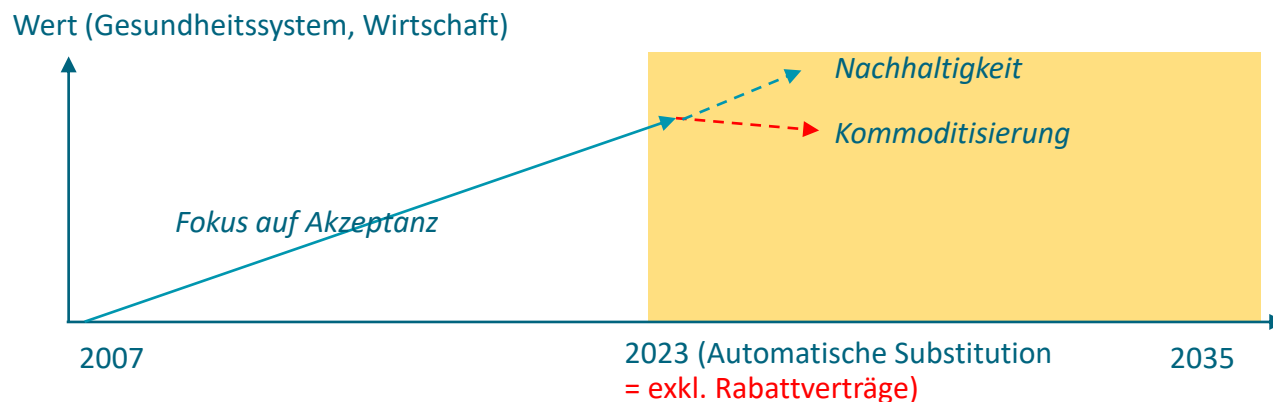 Wert (Gesundheitssystem, Wirtschaft)
Nachhaltigkeit
Kommoditisierung
Fokus auf Akzeptanz
2007
2023 (Automatische Substitution
= exkl. Rabattverträge)
2035